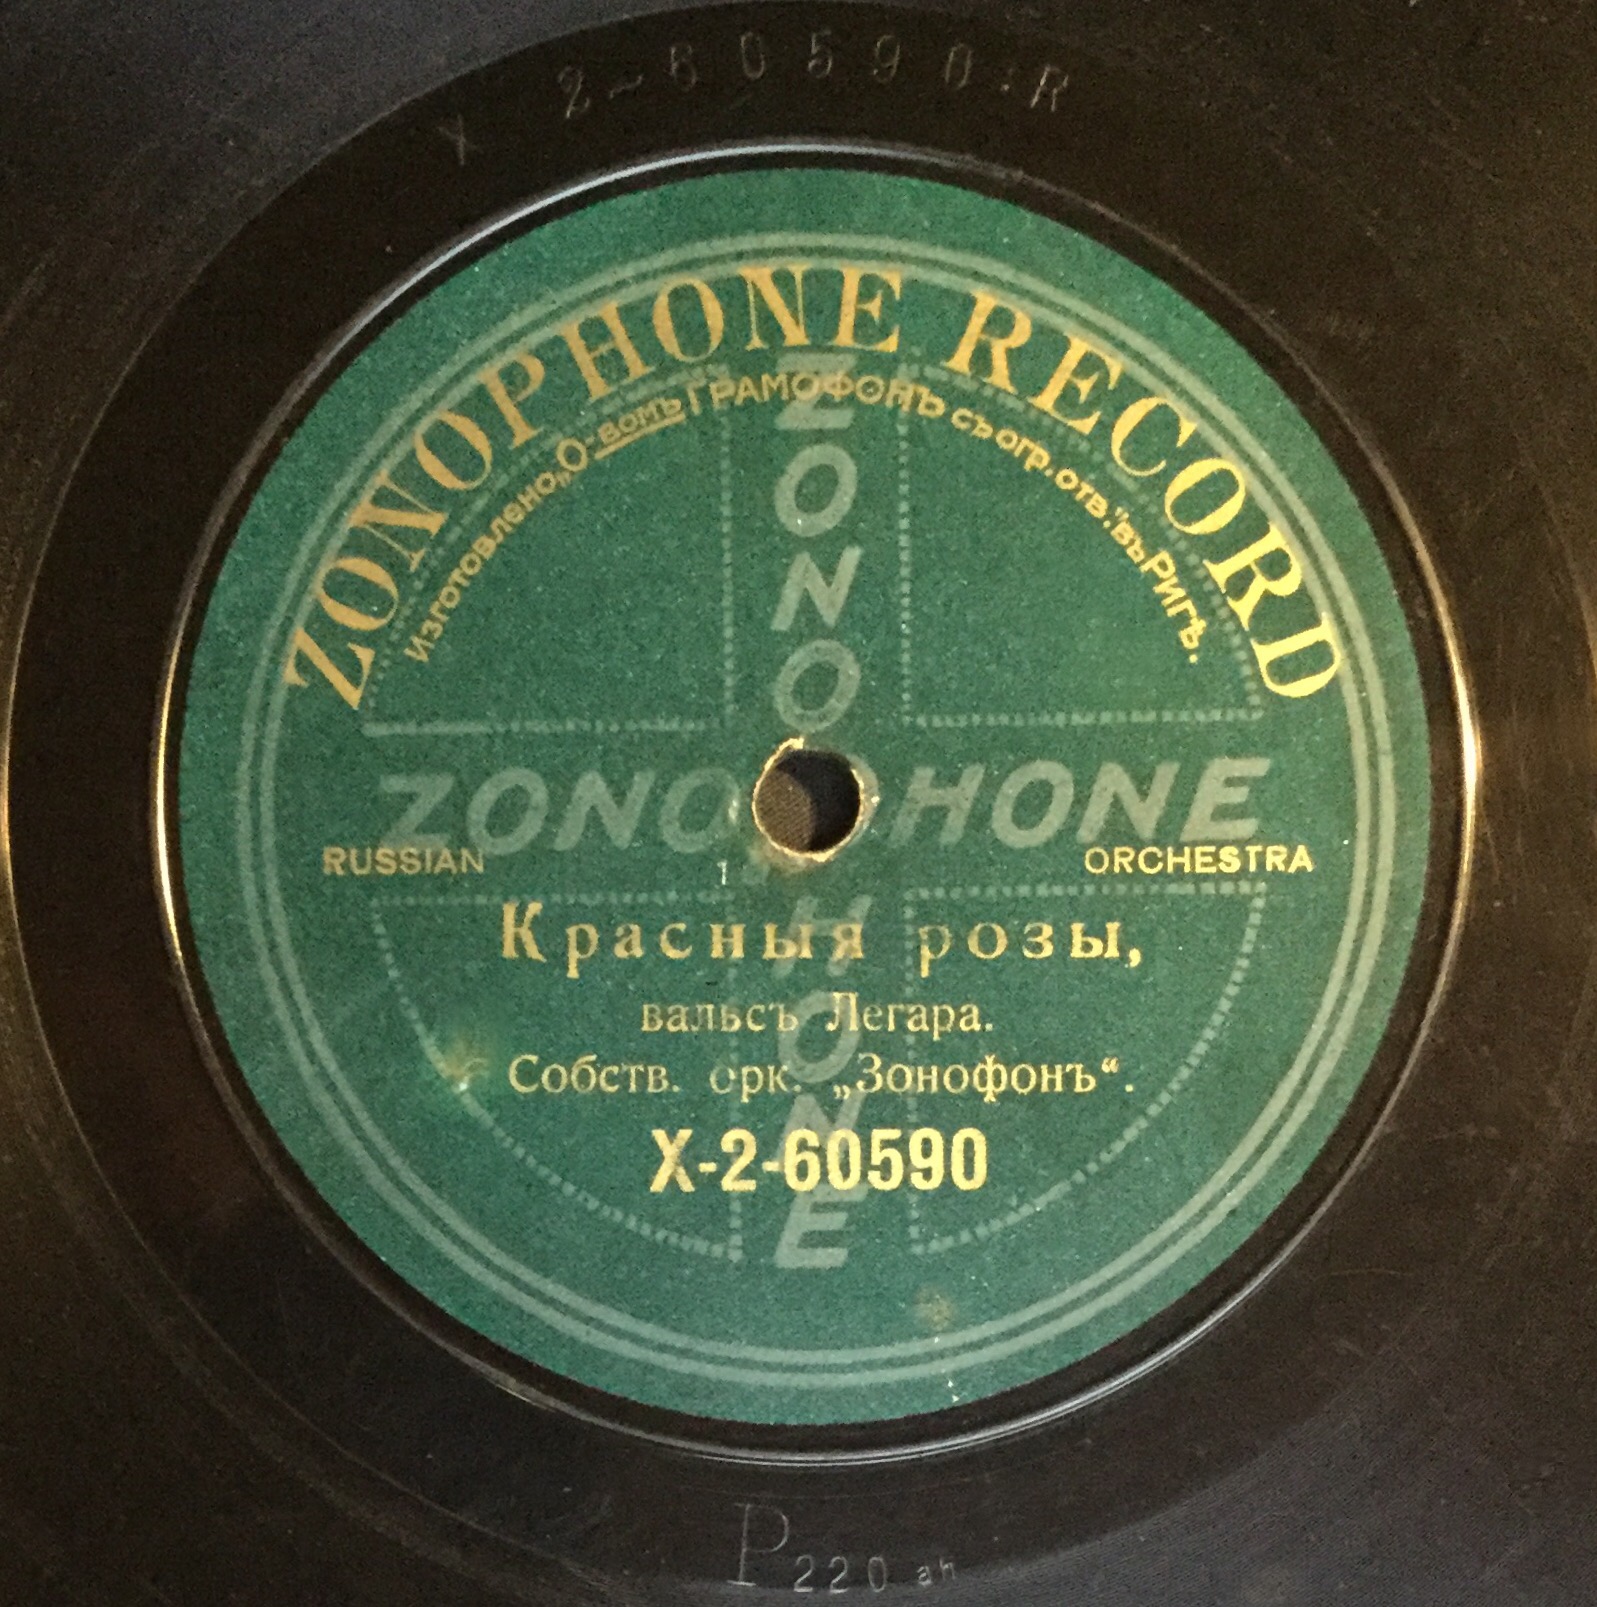 X 2-60590.R
ZONOPHONE RECORD
Изготовлено „О-вомъ ГРАМОФОНЪ съ огр. отв." въ Ригѣ.
ZONOPHONE
ZONOPHONE
RUSSIAN ORCHESTRA
Красныя розы,
вальсъ Легара.
Собств. орк. „Зонофонъ“.
X-2-60590
P 220 ah